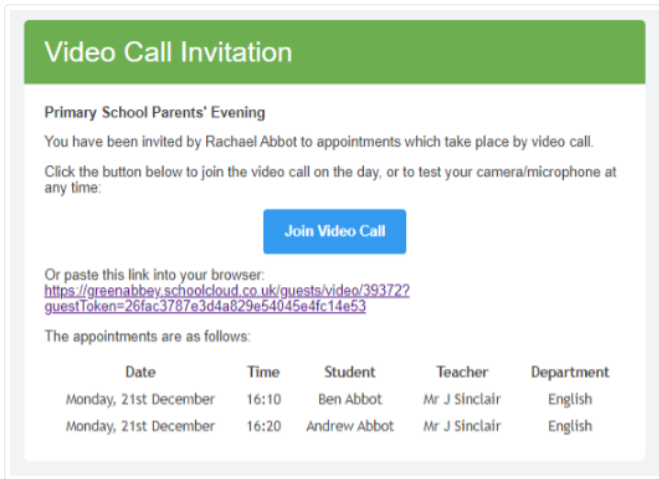 Video Call Invitation
Primary School Parents' Evening
You have been invited by Rachael Abbot to appointments which take place by video call.
Click the button below to join the video call on the day, or to test your camera/microphone at
any time:
Join Video Call
Or paste this link into your browser:
https://greenabbey.schoolcloud.co.uk/guests/video/39372?
guestToken=26fac3787e3d4a829e54045e4fc14e53
The appointments are as follows:
Date Time Student Teacher Department
Monday, 21st December 16:10 Ben Abbot Mr J Sinclair English
Monday, 21st December 16:20 Andrew Abbot Mr J Sinclair English